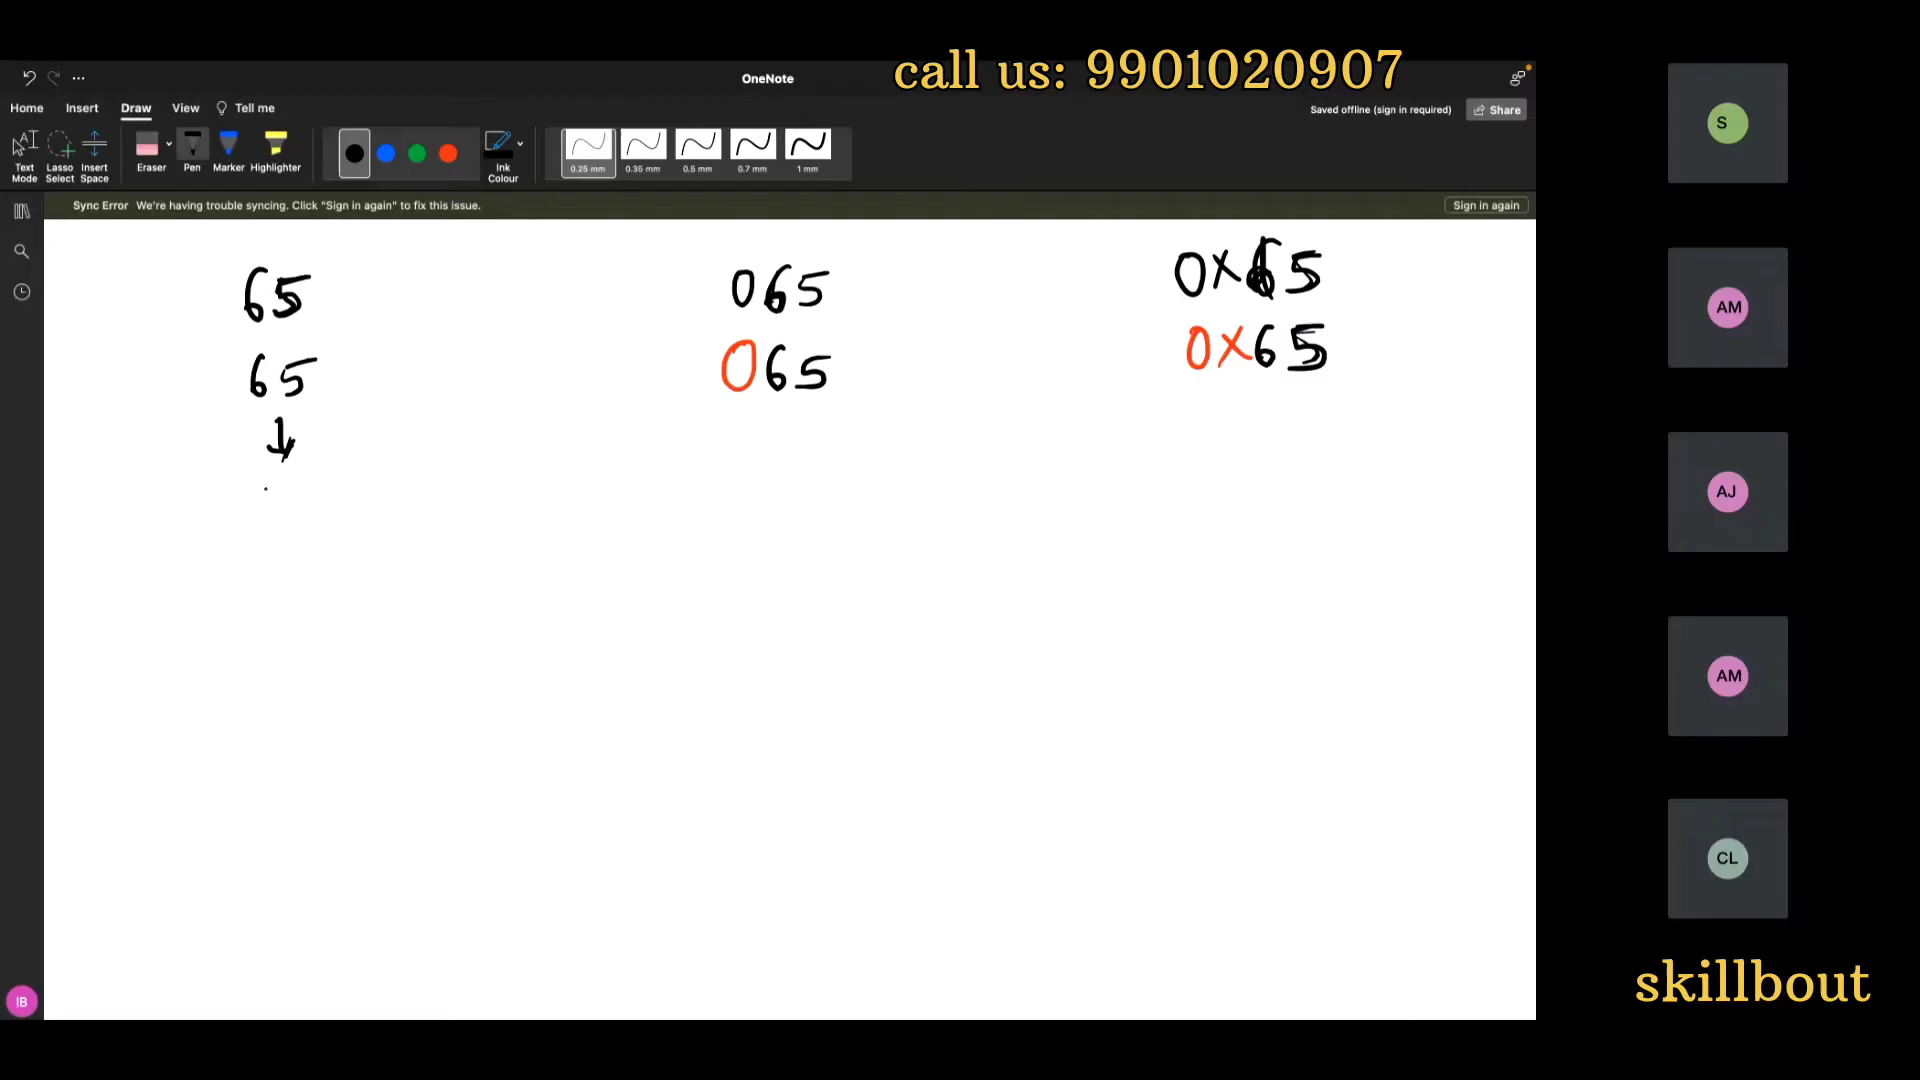 call us: 9901020907
OneNote
Home Insert Draw View Tell me
Saved offline (sign in required) Share
Text Mode
Lasso Select
Insert Space
Eraser
Pen
Marker
Highlighter
Ink Colour
0.25 mm
0.35 mm
0.5 mm
0.7 mm
1 mm
Sync Error We're having trouble syncing. Click "Sign in again" to fix this issue. Sign in again
65 065 0x65
65 065 0x65
S
AM
AJ
AM
CL
IB
skillbout